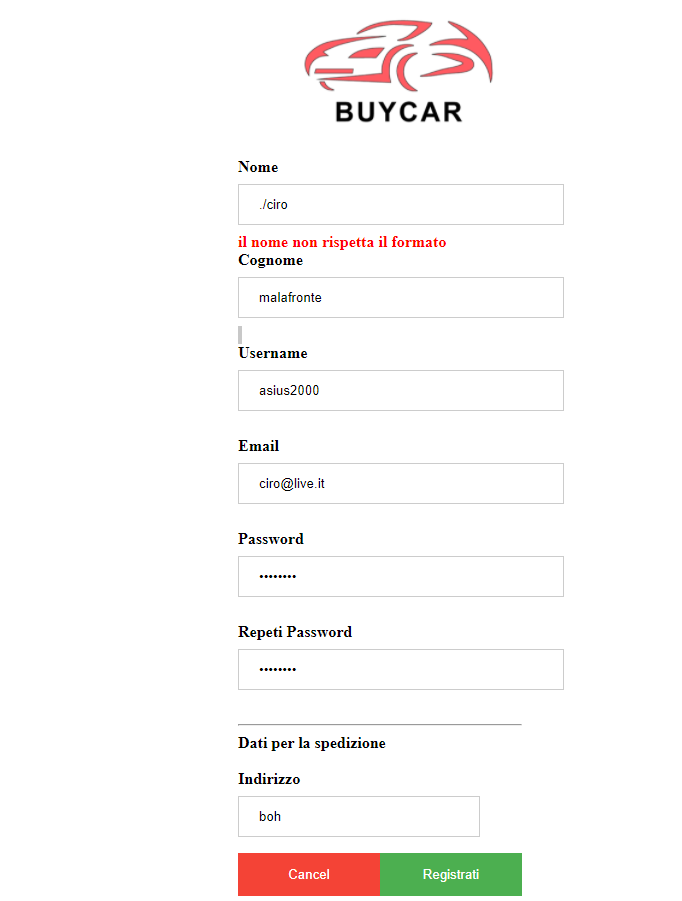 BUYCAR
Nome
./ciro
il nome non rispetta il formato
Cognome
malafronte
Username
asius2000
Email
ciro@live.it
Password
••••••••
Repeti Password
••••••••
Dati per la spedizione
Indirizzo
boh
Cancel
Registrati